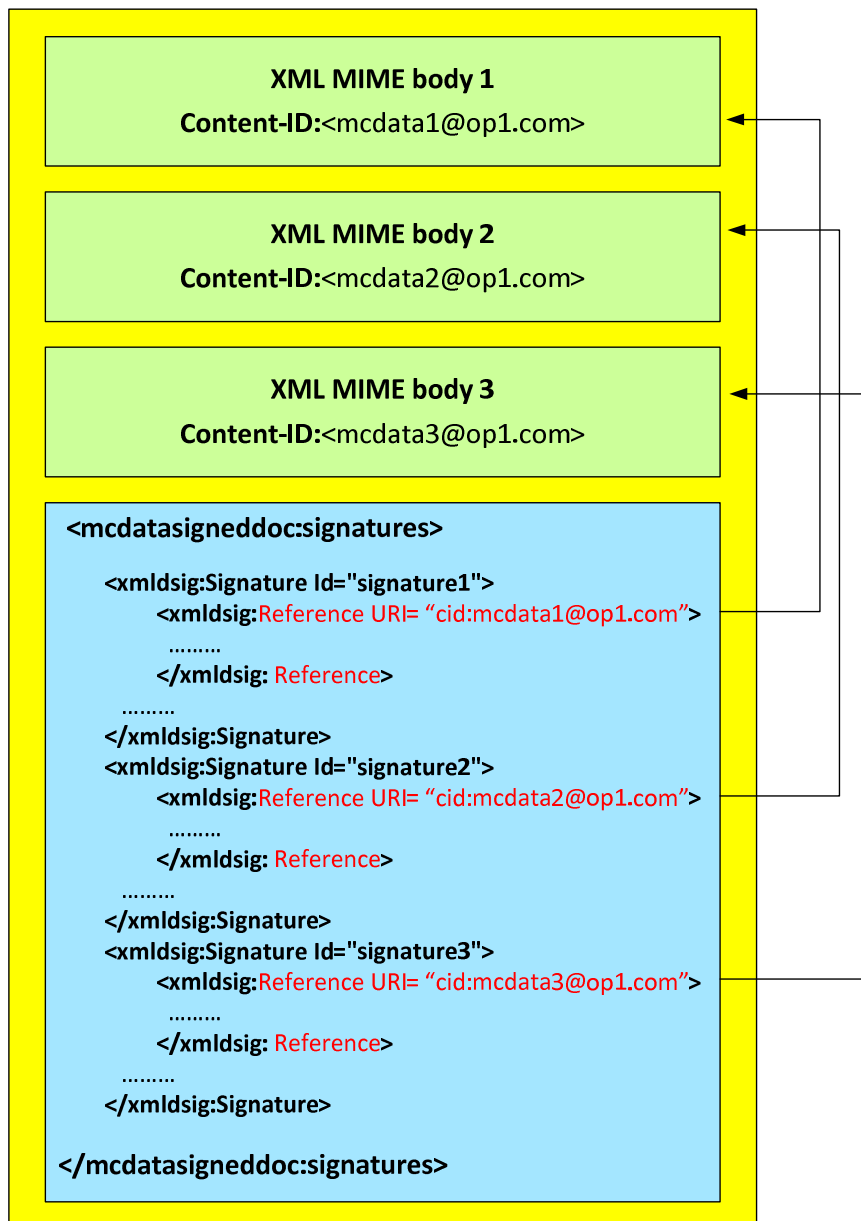 XML MIME body 1
Content-ID:<mcdata1@op1.com>
XML MIME body 2
Content-ID:<mcdata2@op1.com>
XML MIME body 3
Content-ID:<mcdata3@op1.com>
<mcdatasigneddoc:signatures>
<xmldsig:Signature Id="signature1">
<xmldsig:Reference URI= “cid:mcdata1@op1.com”>
.........
</xmldsig: Reference>
.........
</xmldsig:Signature>
<xmldsig:Signature Id="signature2">
<xmldsig:Reference URI= “cid:mcdata2@op1.com”>
.........
</xmldsig: Reference>
.........
</xmldsig:Signature>
<xmldsig:Signature Id="signature3">
<xmldsig:Reference URI= “cid:mcdata3@op1.com”>
.........
</xmldsig: Reference>
.........
</xmldsig:Signature>
</mcdatasigneddoc:signatures>